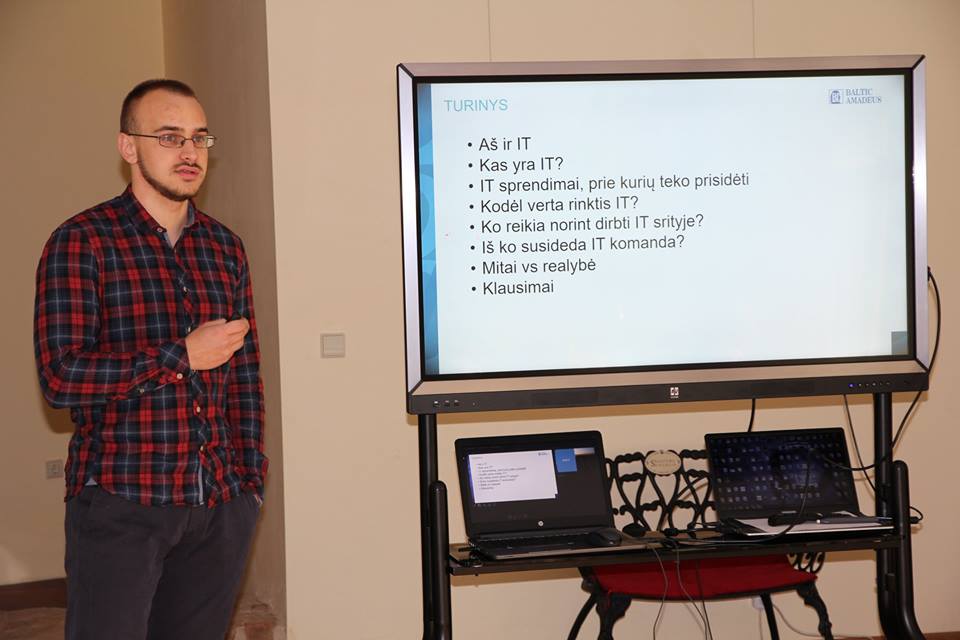 TURINYS
BALTIC
AMADEUS
• Aš ir IT
• Kas yra IT?
• IT sprendimai, prie kurių teko prisidėti
• Kodėl verta rinktis IT?
• Ko reikia norint dirbti IT srityje?
• Iš ko susideda IT komanda?
• Mitai vs realybė
• Klausimai